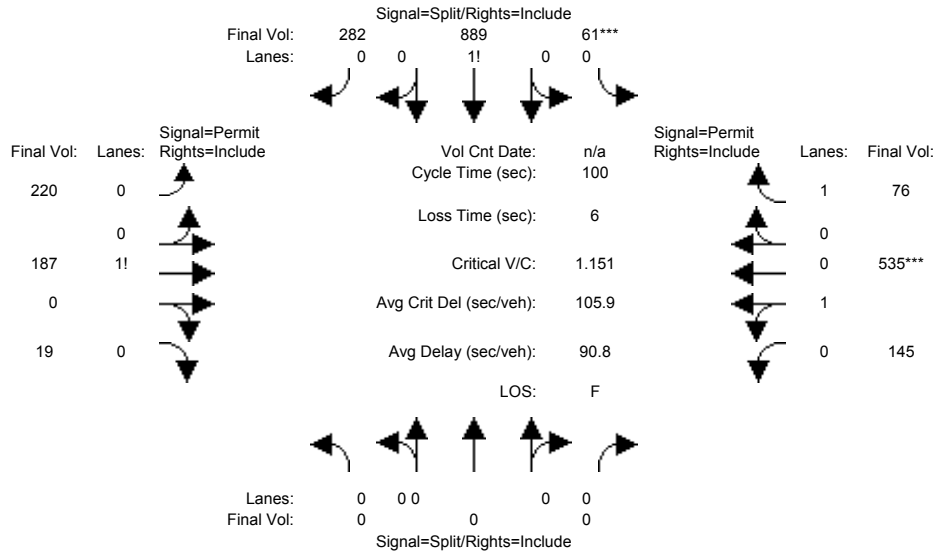 Signal=Split/Rights=Include
Final Vol: 282 889 61***
Lanes: 0 0 1! 0 0
Signal=Permit
Final Vol: Lanes: Rights=Include
Vol Cnt Date: n/a
Signal=Permit
Rights=Include Lanes: Final Vol:
Cycle Time (sec): 100
220 0
1 76
Loss Time (sec): 6
0
0
187 1!
Critical V/C: 1.151
0 535***
0
Avg Crit Del (sec/veh): 105.9
1
19 0
Avg Delay (sec/veh): 90.8
0 145
LOS: F
Lanes: 0 0 0 0 0
Final Vol: 0 0 0
Signal=Split/Rights=Include